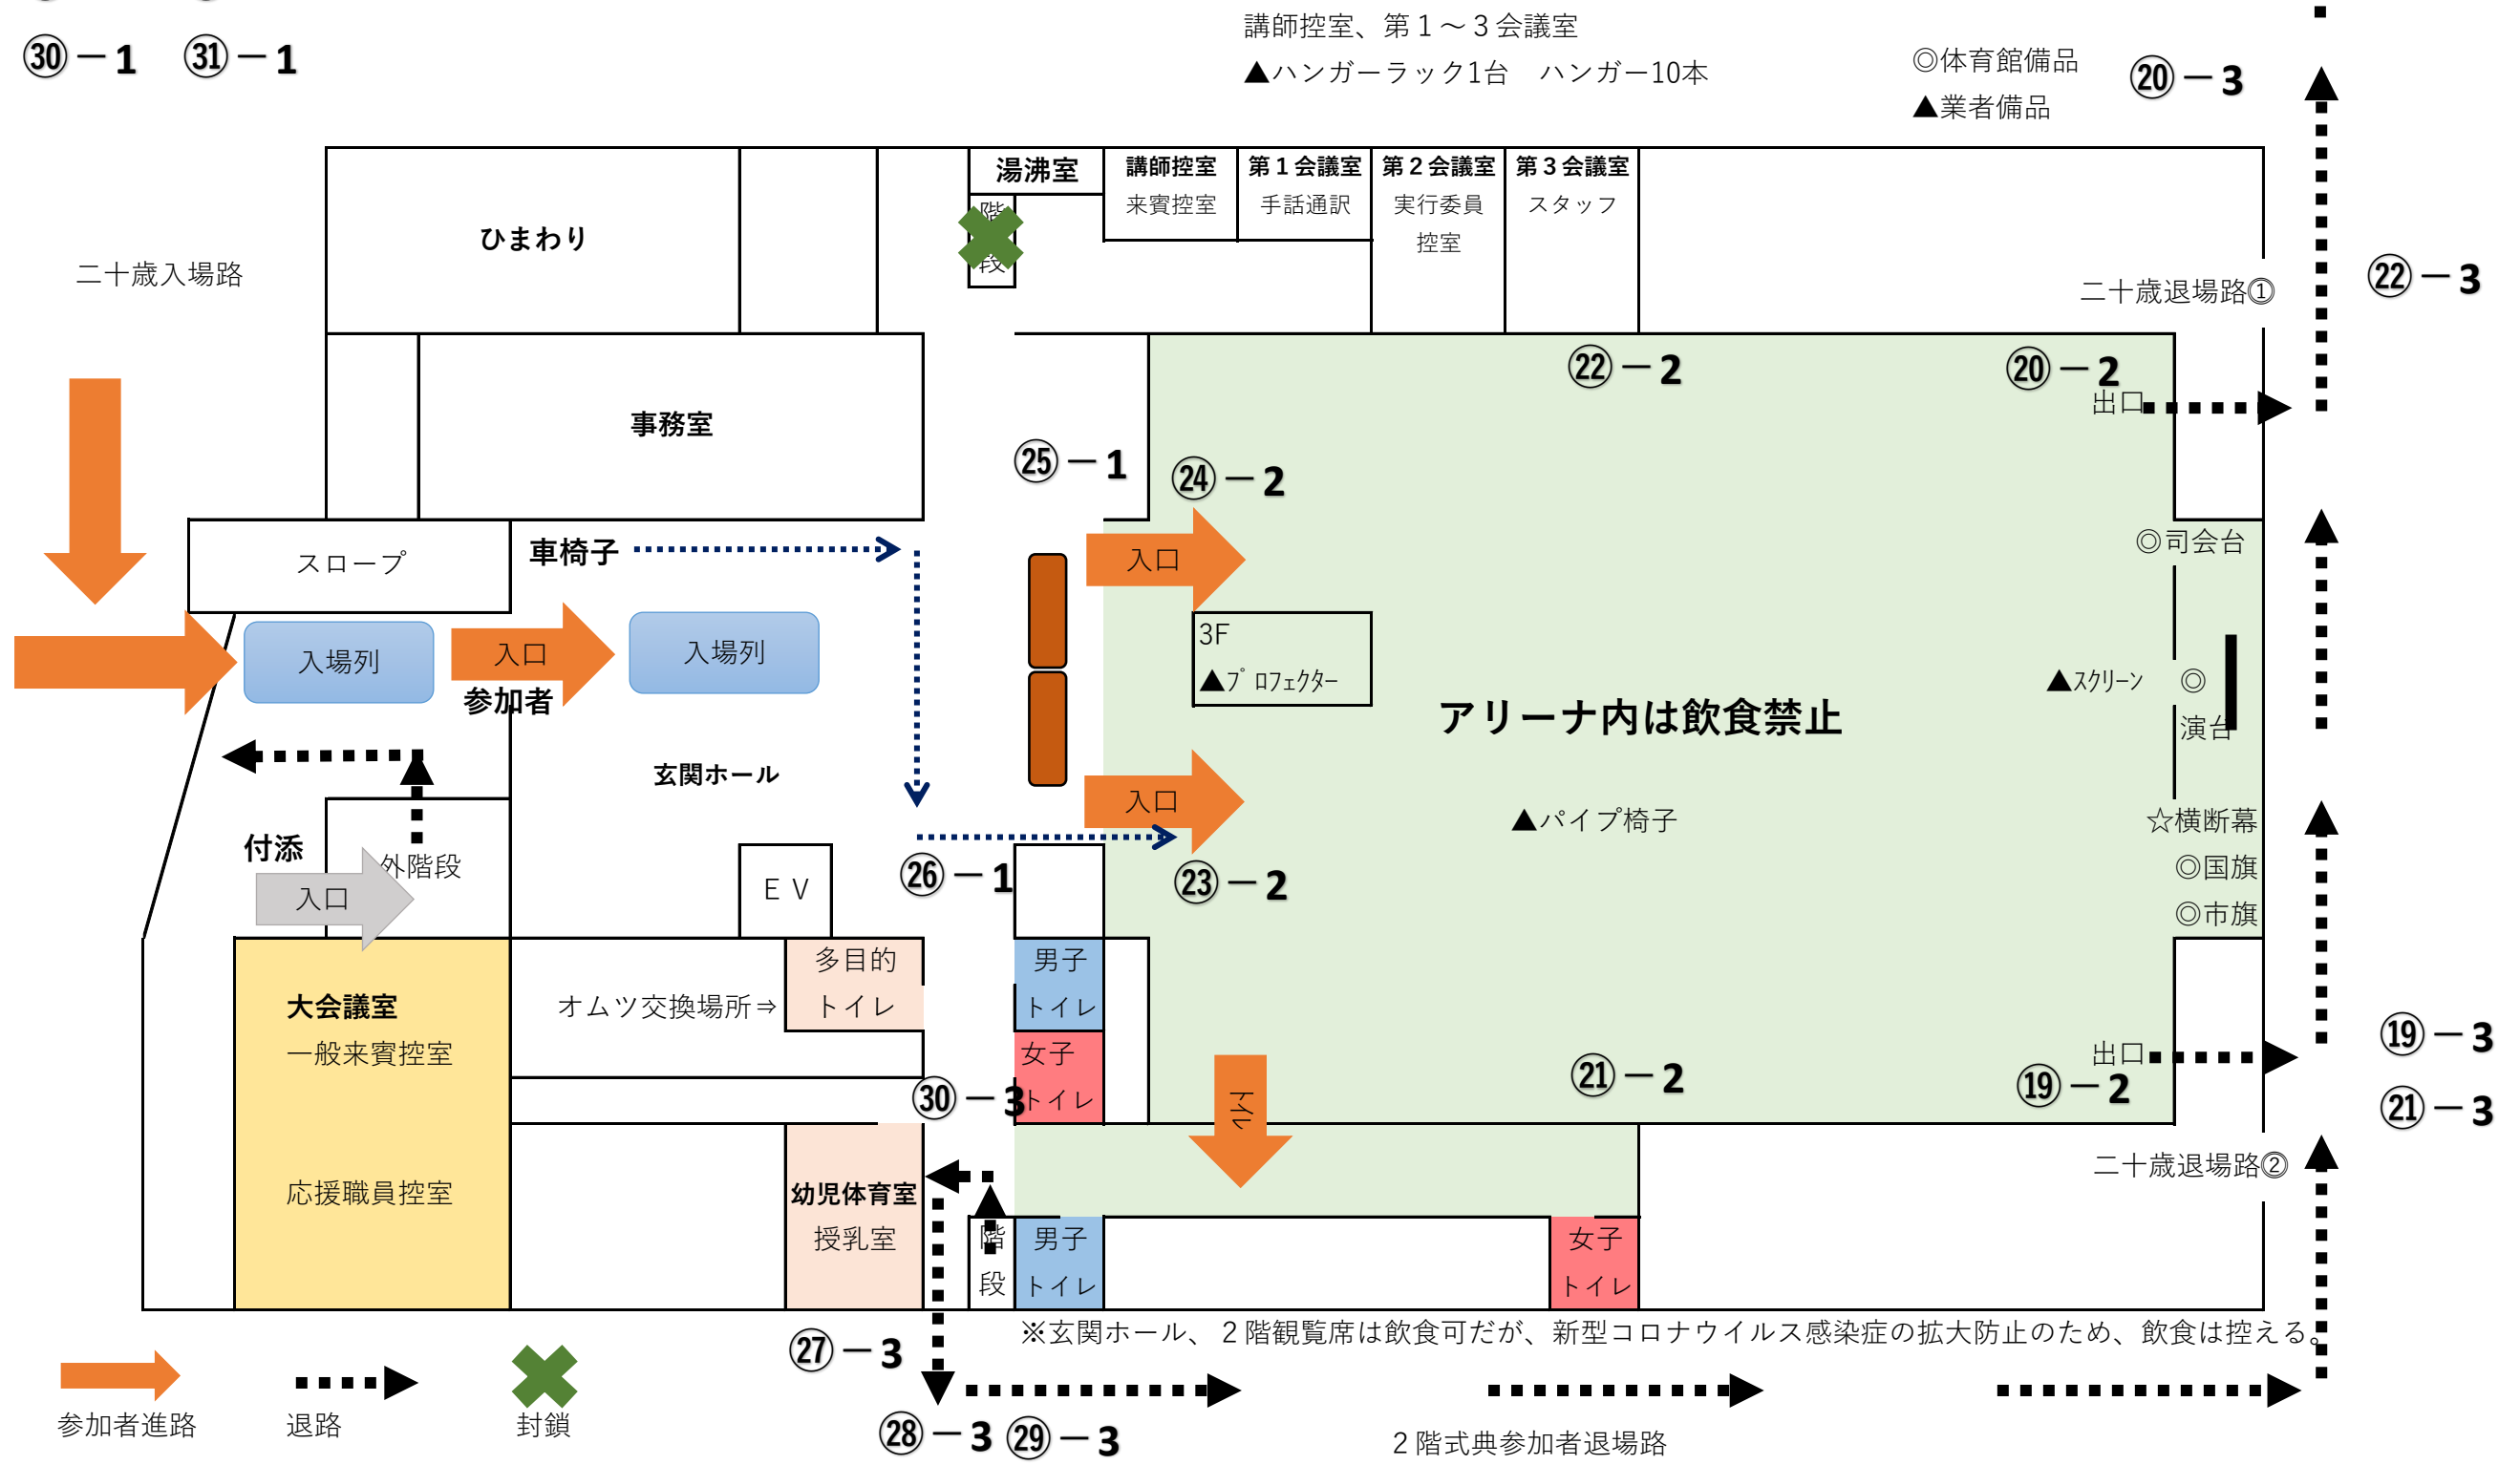 ㉚－1　㉛－1
講師控室、第１～３会議室
▲ハンガーラック1台　ハンガー10本
◎体育館備品
▲業者備品
⑳－3
湯沸室
階段
講師控室
来賓控室
第１会議室
手話通訳
第２会議室
実行委員
控室
第３会議室
スタッフ
ひまわり
二十歳入場路
二十歳退場路①
㉒－3
㉒－2
⑳－2
出口
事務室
㉕－1
㉔－2
スロープ
車椅子
入口
◎司会台
入場列
入口
参加者
入場列
3F
▲ﾌﾟﾛﾌｪｸﾀｰ
▲ｽｸﾘｰﾝ
◎
演台
アリーナ内は飲食禁止
玄関ホール
入口
▲パイプ椅子
☆横断幕
◎国旗
◎市旗
付添
外階段
入口
ＥＶ
㉖－1
㉓－2
大会議室
一般来賓控室
オムツ交換場所⇒
多目的
トイレ
男子
トイレ
女子
トイレ
㉚－3
トイレ
㉑－2
出口
⑲－2
⑲－3
㉑－3
二十歳退場路②
応援職員控室
幼児体育室
授乳室
階
段
男子
トイレ
女子
トイレ
※玄関ホール、２階観覧席は飲食可だが、新型コロナウイルス感染症の拡大防止のため、飲食は控える。
㉗－3
㉘－3
㉙－3
参加者進路
退路
封鎖
２階式典参加者退場路